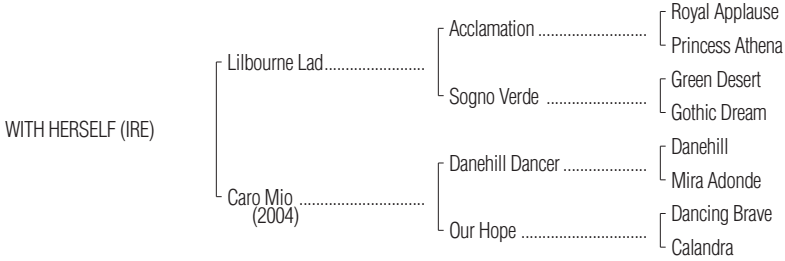 Royal Applause
Acclamation ..........................
Princess Athena
Lilbourne Lad........................
Green Desert
Sogno Verde ........................
Gothic Dream
WITH HERSELF (IRE)
Danehill
Danehill Dancer ....................
Mira Adonde
Caro Mio ..............................
(2004)
Dancing Brave
Our Hope ..............................
Calandra